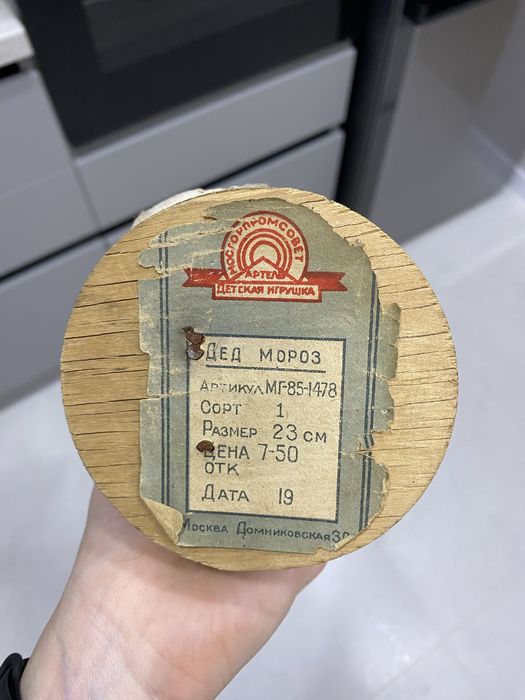 МОСГОРПРОМСОВЕТ
АРТЕЛЬ
ДЕТСКАЯ ИГРУШКА
ДЕД МОРОЗ
АРТИКУЛ МГ-85-1478
СОРТ 1
РАЗМЕР 23 СМ
ЦЕНА 7-50
ОТК
ДАТА 19
МОСКВА ДОМНИКОВСКАЯ